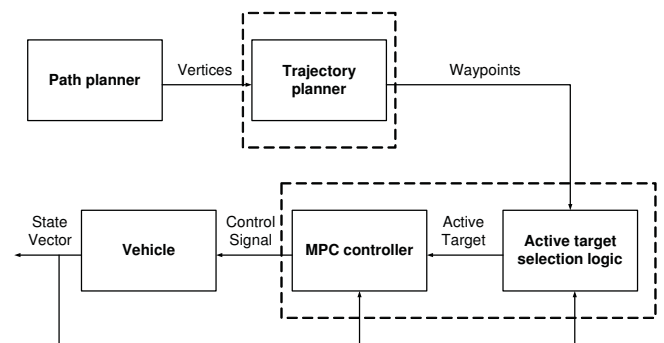 Path planner
Vertices
Trajectory
planner
Waypoints
State
Vector
Vehicle
Control
Signal
MPC controller
Active
Target
Active target
selection logic